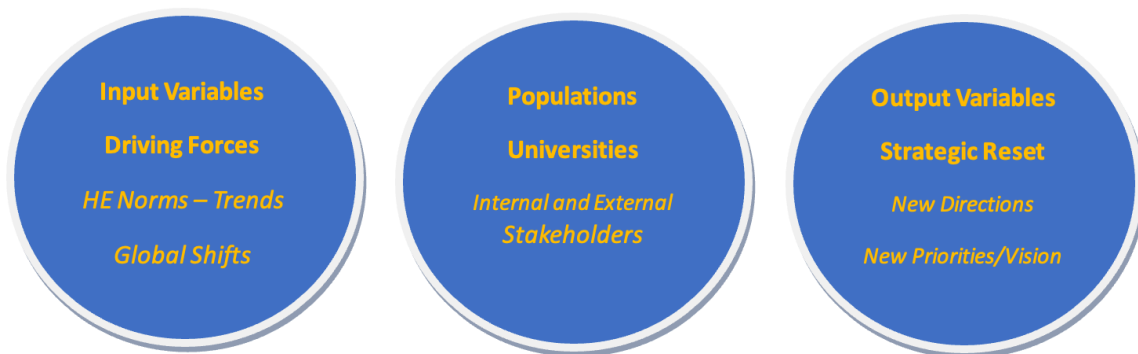 Input Variables
Driving Forces
HE Norms – Trends
Global Shifts
Populations
Universities
Internal and External
Stakeholders
Output Variables
Strategic Reset
New Directions
New Priorities/Vision